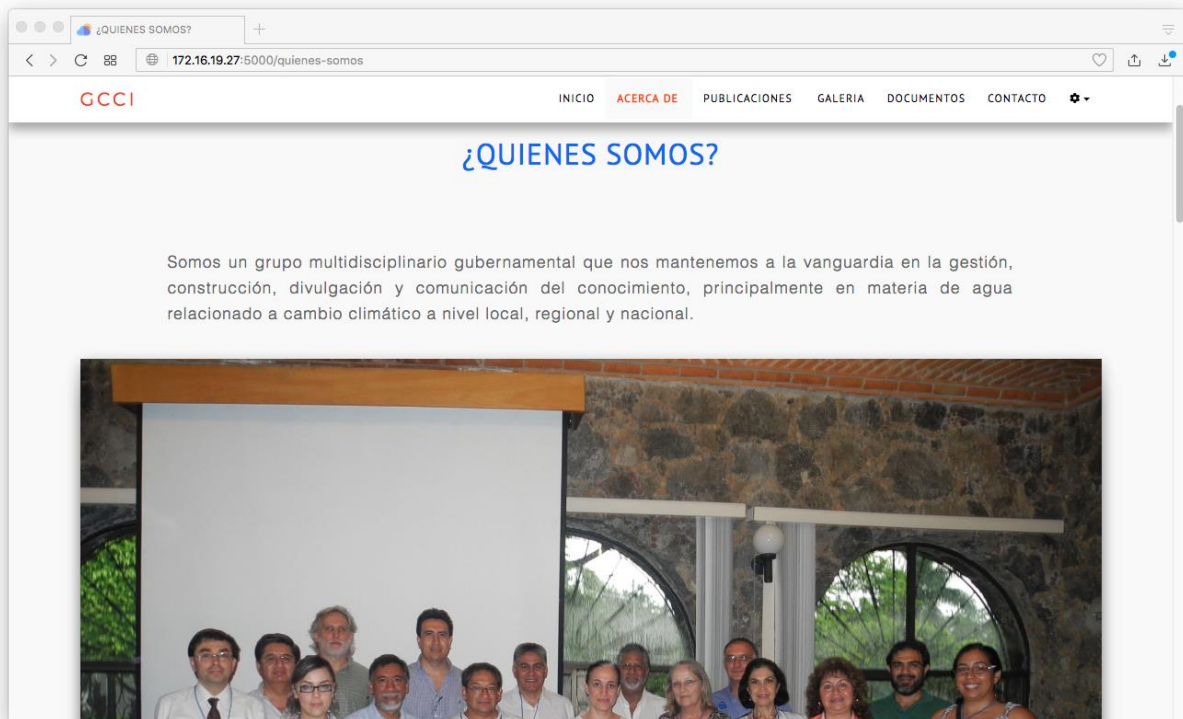 ¿QUIENES SOMOS?
172.16.19.27:5000/quienes-somos
GCCI
INICIO ACERCA DE PUBLICACIONES GALERIA DOCUMENTOS CONTACTO
¿QUIENES SOMOS?
Somos un grupo multidisciplinario gubernamental que nos mantenemos a la vanguardia en la gestión,
construcción, divulgación y comunicación del conocimiento, principalmente en materia de agua
relacionado a cambio climático a nivel local, regional y nacional.